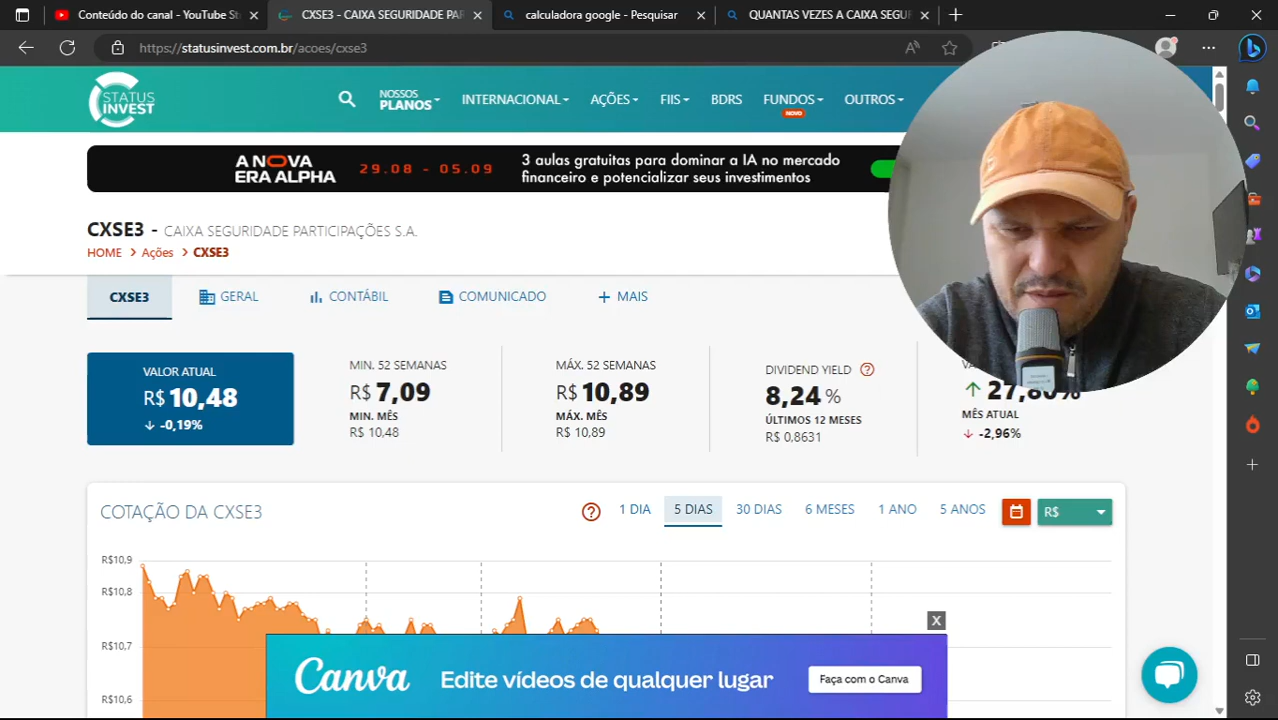 Conteúdo do canal - YouTube St
CXSE3 - CAIXA SEGURIDADE PAR
calculadora google - Pesquisar
QUANTAS VEZES A CAIXA SEGU
https://statusinvest.com.br/acoes/cxse3
STATUS
INVEST
NOSSOS
PLANOS
INTERNACIONAL
AÇÕES
FIIS
BDRS
FUNDOS
NOVO
OUTROS
A NOVA
ERA ALPHA
29.08 - 05.09
3 aulas gratuitas para dominar a IA no mercado
financeiro e potencializar seus investimentos
CXSE3 - CAIXA SEGURIDADE PARTICIPAÇÕES S.A.
HOME > Ações > CXSE3
CXSE3
GERAL
CONTÁBIL
COMUNICADO
+ MAIS
VALOR ATUAL
R$ 10,48
-0,19%
MIN. 52 SEMANAS
R$ 7,09
MIN. MÊS
R$ 10,48
MÁX. 52 SEMANAS
R$ 10,89
MÁX. MÊS
R$ 10,89
DIVIDEND YIELD
8,24 %
ÚLTIMOS 12 MESES
R$ 0,8631
27,80%
MÊS ATUAL
-2,96%
COTAÇÃO DA CXSE3
1 DIA
5 DIAS
30 DIAS
6 MESES
1 ANO
5 ANOS
R$
R$10,9
R$10,8
R$10,7
R$10,6
X
Canva
Edite vídeos de qualquer lugar
Faça com o Canva